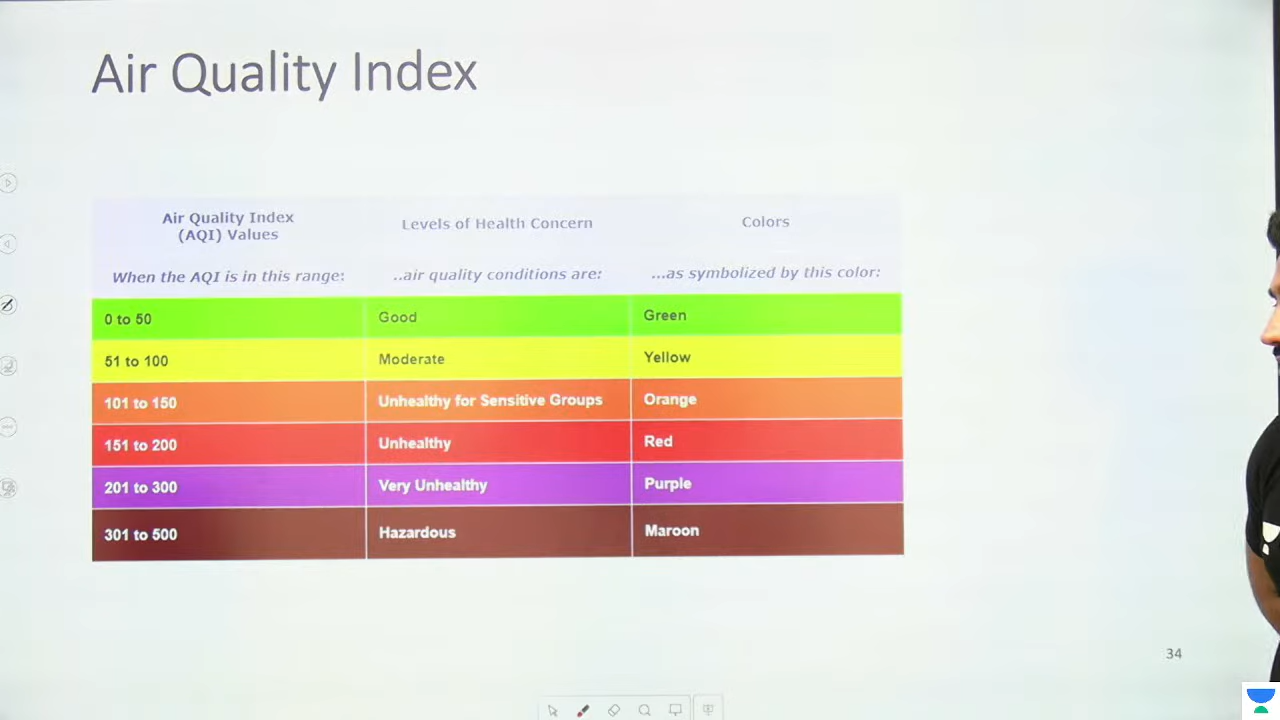 Air Quality Index
Air Quality Index
(AQI) Values
Levels of Health Concern
Colors
When the AQI is in this range:
..air quality conditions are:
...as symbolized by this color:
0 to 50
Good
Green
51 to 100
Moderate
Yellow
101 to 150
Unhealthy for Sensitive Groups
Orange
151 to 200
Unhealthy
Red
201 to 300
Very Unhealthy
Purple
301 to 500
Hazardous
Maroon
34